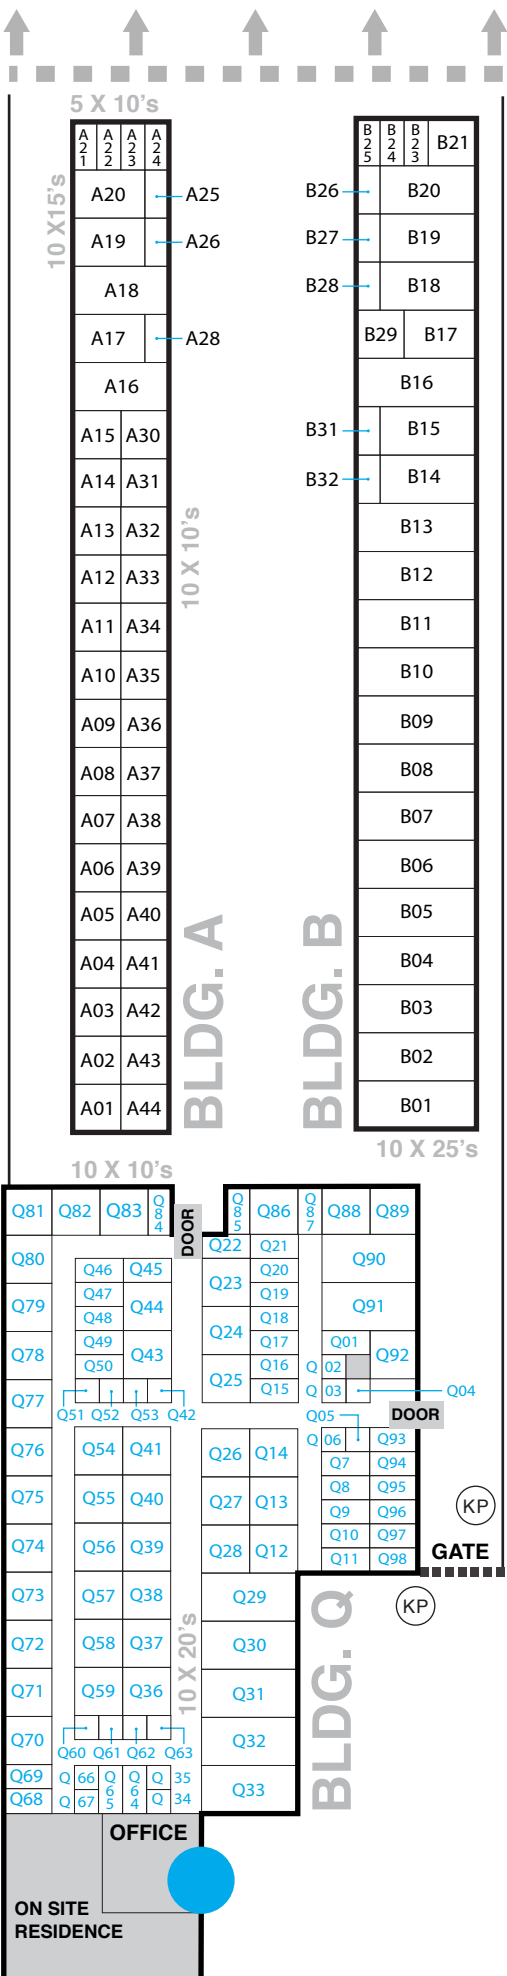 5 X 10's
A21 A22 A23 A24
B25 B24 B23 B21
10 X15's
A20 A25 B26 B20
A19 A26 B27 B19
A18 B28 B18
A17 A28 B29 B17
A16 B16
A15 A30 B31 B15
A14 A31 B32 B14
10 X 10's
A13 A32 B13
A12 A33 B12
A11 A34 B11
A10 A35 B10
A09 A36 B09
A08 A37 B08
A07 A38 B07
A06 A39 B06
A05 A40 B05
A04 A41 B04
A03 A42 B03
A02 A43 B02
A01 A44 B01
BLDG. A
BLDG. B
10 X 25's
10 X 10's
Q81 Q82 Q83 Q84 Q85 Q86 Q87 Q88 Q89
DOOR
Q22 Q21
Q80 Q46 Q45 Q23 Q20 Q90
Q79 Q47 Q44 Q19 Q91
Q48 Q24 Q18
Q78 Q49 Q43 Q17 Q01 Q92
Q50 Q25 Q16 Q 02
Q77 Q15 Q 03 Q04
Q51 Q52 Q53 Q42 Q05 DOOR
Q76 Q54 Q41 Q26 Q14 Q 06 Q93
Q7 Q94
Q75 Q55 Q40 Q27 Q13 Q8 Q95
Q9 Q96
KP
Q74 Q56 Q39 Q28 Q12 Q10 Q97
Q11 Q98
GATE
Q73 Q57 Q38 Q29
KP
Q72 Q58 Q37 Q30
10 X 20's
BLDG. Q
Q71 Q59 Q36 Q31
Q70 Q32
Q60 Q61 Q62 Q63
Q69 Q 66 Q65 Q64 Q 35 Q33
Q68 Q 67 Q 34
OFFICE
ON SITE
RESIDENCE